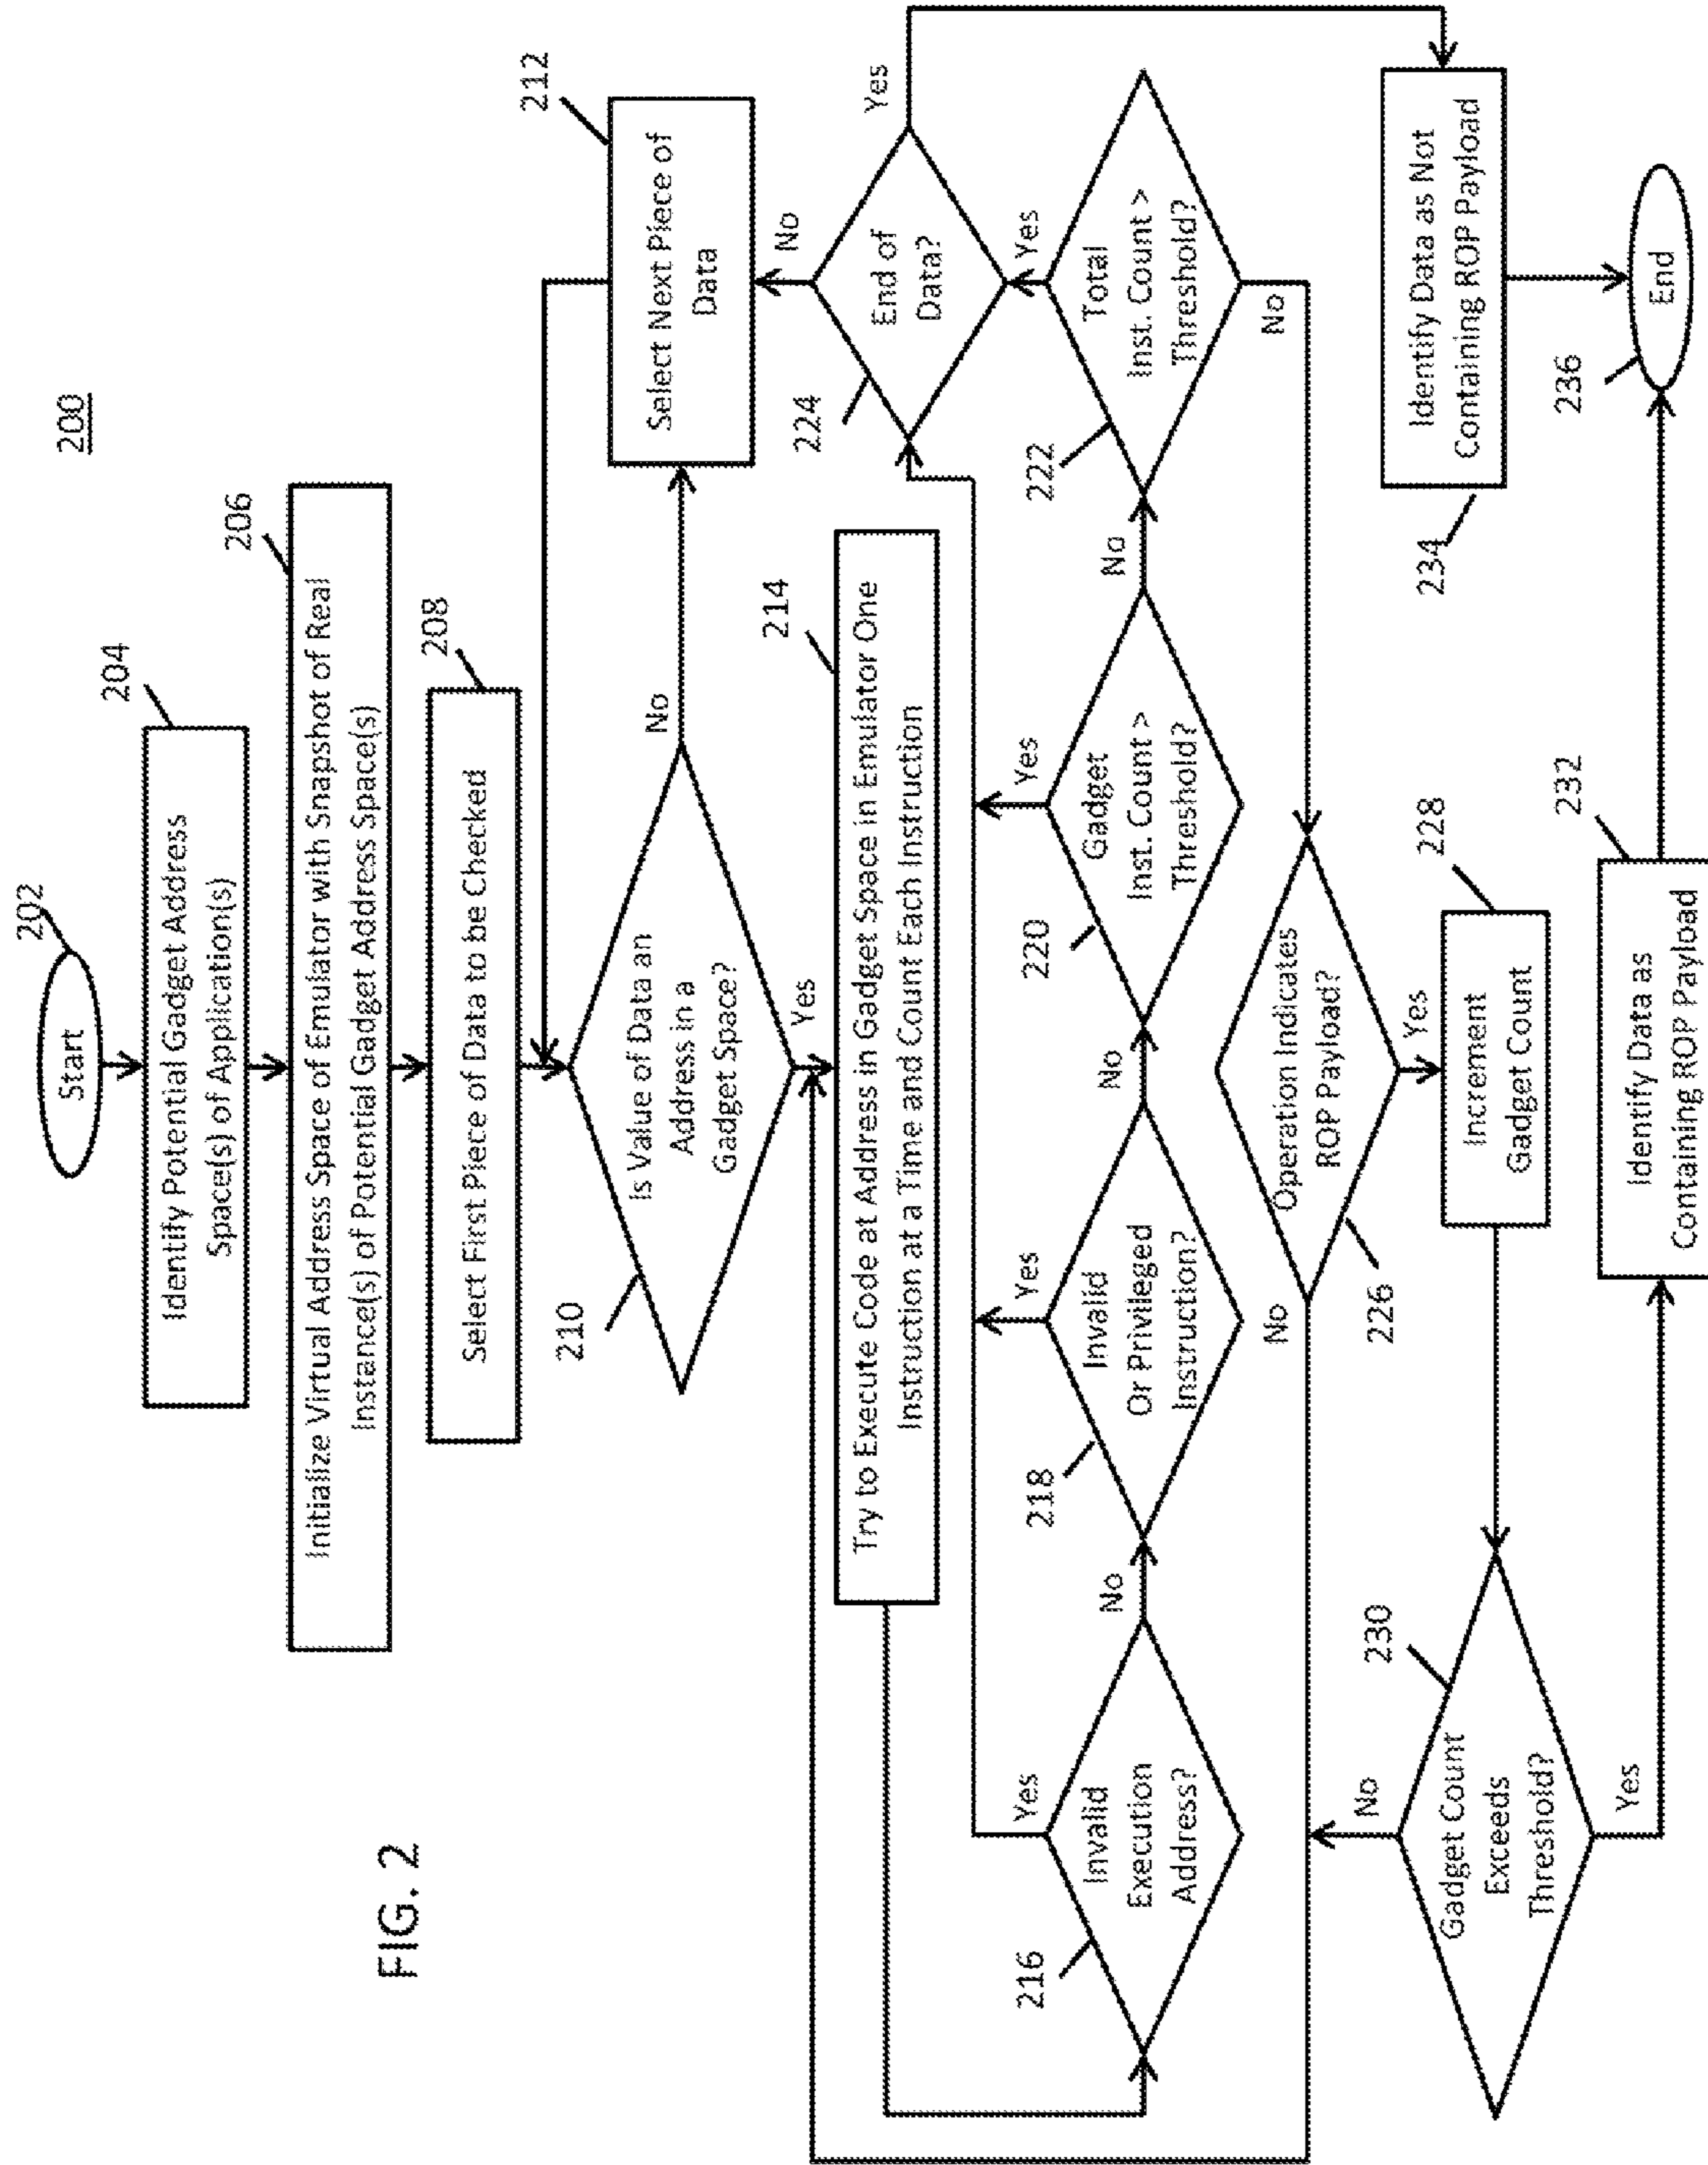 FIG. 2
200
202
Start
204
Identify Potential Gadget Address
Space(s) of Application(s)
206
Initialize Virtual Address Space of Emulator with Snapshot of Real
Instance(s) of Potential Gadget Address Space(s)
208
Select First Piece of Data to be Checked
210
Is Value of Data an
Address in a
Gadget Space?
No
Yes
212
Select Next Piece of
Data
214
Try to Execute Code at Address in Gadget Space in Emulator One
Instruction at a Time and Count Each Instruction
216
Invalid
Execution
Address?
Yes
No
218
Invalid
Or Privileged
Instruction?
Yes
No
220
Gadget
Inst. Count >
Threshold?
Yes
No
222
Total
Inst. Count >
Threshold?
Yes
No
224
End of
Data?
No
Yes
226
Operation Indicates
ROP Payload?
No
Yes
228
Increment
Gadget Count
230
Gadget Count
Exceeds
Threshold?
No
Yes
232
Identify Data as
Containing ROP Payload
234
Identify Data as Not
Containing ROP Payload
236
End